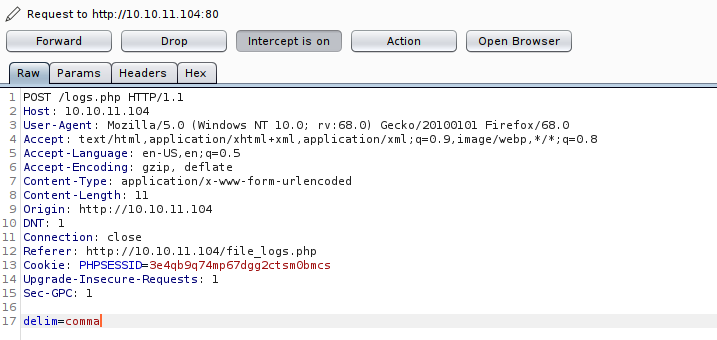 Request to http://10.10.11.104:80
Forward Drop Intercept is on Action Open Browser
Raw Params Headers Hex
1 POST /logs.php HTTP/1.1
2 Host: 10.10.11.104
3 User-Agent: Mozilla/5.0 (Windows NT 10.0; rv:68.0) Gecko/20100101 Firefox/68.0
4 Accept: text/html,application/xhtml+xml,application/xml;q=0.9,image/webp,*/*;q=0.8
5 Accept-Language: en-US,en;q=0.5
6 Accept-Encoding: gzip, deflate
7 Content-Type: application/x-www-form-urlencoded
8 Content-Length: 11
9 Origin: http://10.10.11.104
10 DNT: 1
11 Connection: close
12 Referer: http://10.10.11.104/file_logs.php
13 Cookie: PHPSESSID=3e4qb9q74mp67dgg2ctsm0bmcs
14 Upgrade-Insecure-Requests: 1
15 Sec-GPC: 1
16
17 delim=comma